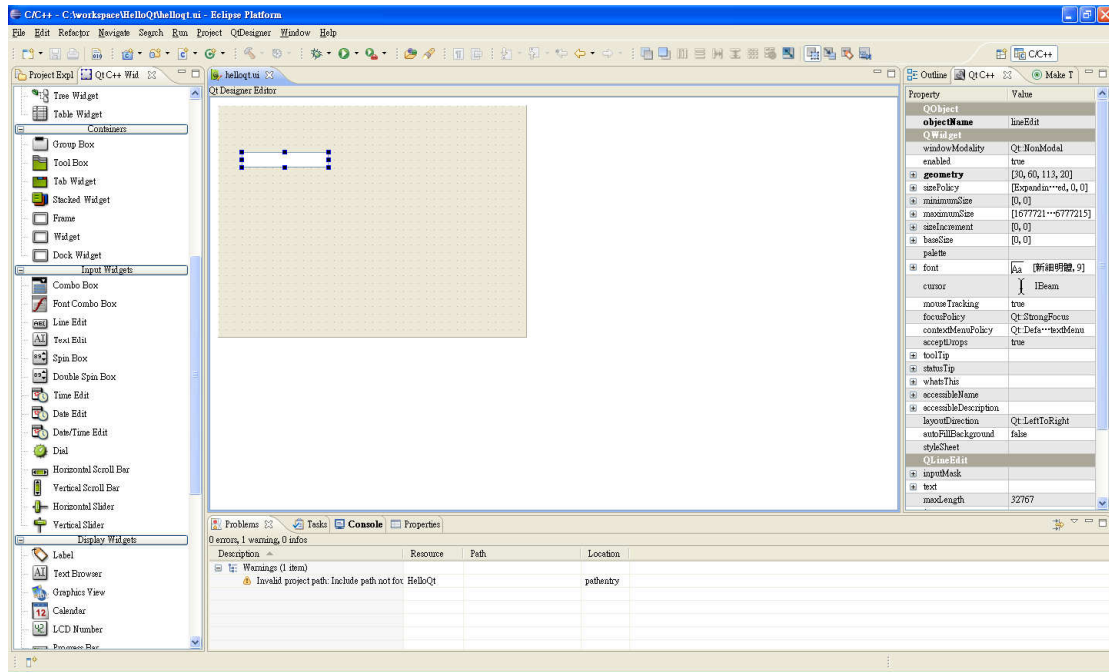 C/C++ - C:\workspace\HelloQt\helloqt.ui - Eclipse Platform
File Edit Refactor Navigate Search Run Project QtDesigner Window Help
C/C++
Project Expl Qt C++ Wid
Tree Widget
Table Widget
Containers
Group Box
Tool Box
Tab Widget
Stacked Widget
Frame
Widget
Dock Widget
Input Widgets
Combo Box
Font Combo Box
Line Edit
Text Edit
Spin Box
Double Spin Box
Time Edit
Date Edit
Date/Time Edit
Dial
Horizontal Scroll Bar
Vertical Scroll Bar
Horizontal Slider
Vertical Slider
Display Widgets
Label
Text Browser
Graphics View
Calendar
LCD Number
Progress Bar
helloqt.ui
Qt Designer Editor
Outline Qt C++ Make T
Property Value
QObject
objectName lineEdit
QWidget
windowModality Qt::NonModal
enabled true
geometry [30, 60, 113, 20]
sizePolicy [Expandin···ed, 0, 0]
minimumSize [0, 0]
maximumSize [1677721···6777215]
sizeIncrement [0, 0]
baseSize [0, 0]
palette
font [新細明體, 9]
cursor IBeam
mouseTracking true
focusPolicy Qt::StrongFocus
contextMenuPolicy Qt::Defa···textMenu
acceptDrops true
toolTip
statusTip
whatsThis
accessibleName
accessibleDescription
layoutDirection Qt::LeftToRight
autoFillBackground false
styleSheet
QLineEdit
inputMask
text
maxLength 32767
Problems Tasks Console Properties
0 errors, 1 warning, 0 infos
Description Resource Path Location
Warnings (1 item)
Invalid project path: Include path not fou HelloQt pathentry